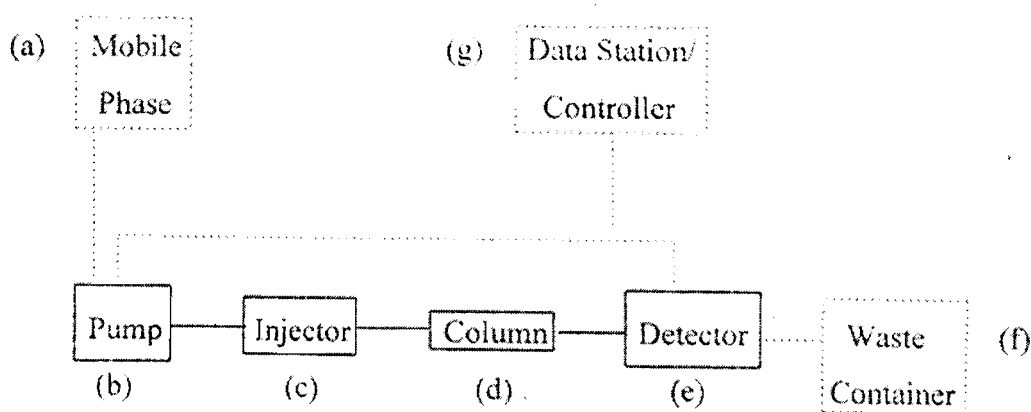 (a) Mobile
Phase
(g) Data Station/
Controller
Pump
Injector
Column
Detector
Waste
Container
(f)
(b)
(c)
(d)
(e)